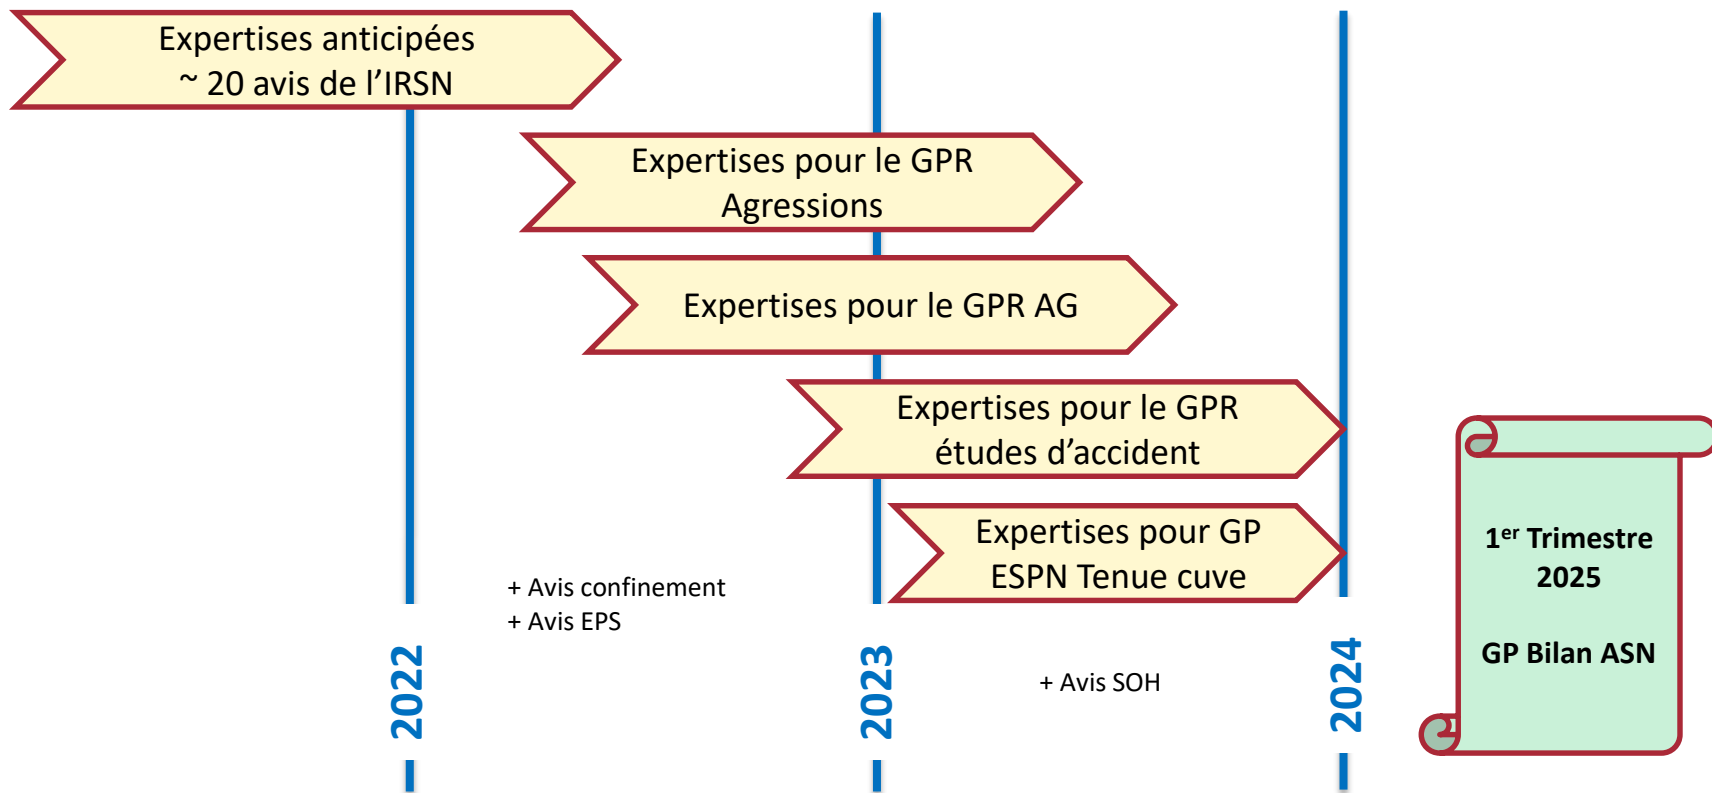 Expertises anticipées
~ 20 avis de l’IRSN
Expertises pour le GPR
Agressions
Expertises pour le GPR AG
Expertises pour le GPR
études d’accident
Expertises pour GP
ESPN Tenue cuve
+ Avis confinement
+ Avis EPS
+ Avis SOH
2022
2023
2024
1er Trimestre
2025
GP Bilan ASN